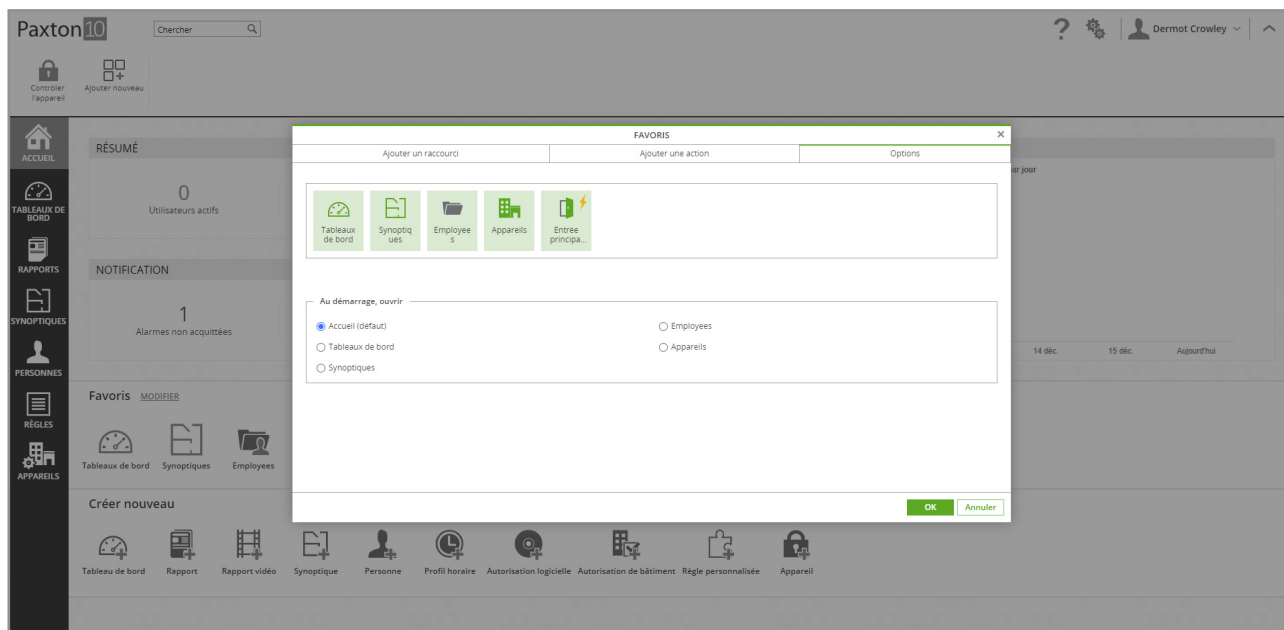 Paxton 10
Chercher
?
Dermot Crowley
Contrôler
l'appareil
Ajouter nouveau
ACCUEIL
TABLEAUX DE
BORD
RAPPORTS
SYNOPTIQUES
PERSONNES
RÈGLES
APPAREILS
RÉSUMÉ
0
Utilisateurs actifs
NOTIFICATION
1
Alarmes non acquittées
par jour
14 déc.
15 déc.
Aujourd'hui
FAVORIS
Ajouter un raccourci
Ajouter une action
Options
Tableaux
de bord
Synoptiq
ues
Employee
s
Appareils
Entree
principa...
Au démarrage, ouvrir
Accueil (defaut)
Employees
Tableaux de bord
Appareils
Synoptiques
OK
Annuler
Favoris MODIFIER
Tableaux de bord
Synoptiques
Employees
Créer nouveau
Tableau de bord
Rapport
Rapport vidéo
Synoptique
Personne
Profil horaire
Autorisation logicielle
Autorisation de bâtiment
Règle personnalisée
Appareil